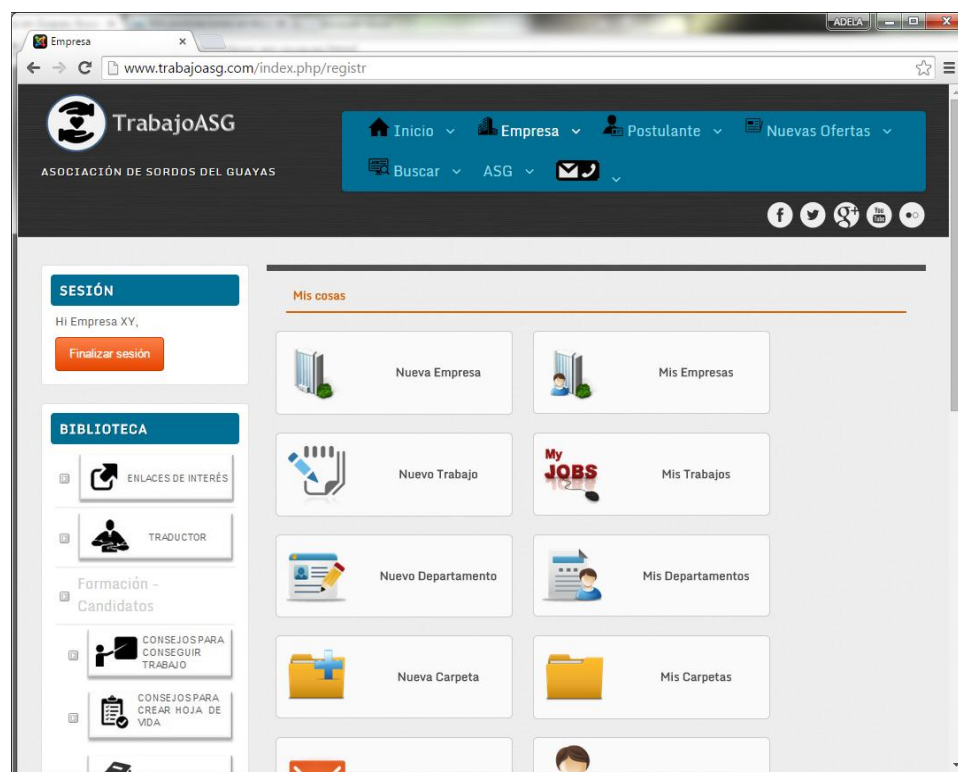 ADELA
Empresa
www.trabajoasg.com/index.php/registr
TrabajoASG
ASOCIACIÓN DE SORDOS DEL GUAYAS
Inicio
Empresa
Postulante
Nuevas Ofertas
Buscar
ASG
You
Tube
SESIÓN
Hi Empresa XY,
Finalizar sesión
BIBLIOTECA
ENLACES DE INTERÉS
TRADUCTOR
Formación -
Candidatos
CONSEJOS PARA
CONSEGUIR
TRABAJO
CONSEJOS PARA
CREAR HOJA DE
VIDA
Mis cosas
Nueva Empresa
Mis Empresas
Nuevo Trabajo
My
JOBS
Mis Trabajos
Nuevo Departamento
Mis Departamentos
Nueva Carpeta
Mis Carpetas